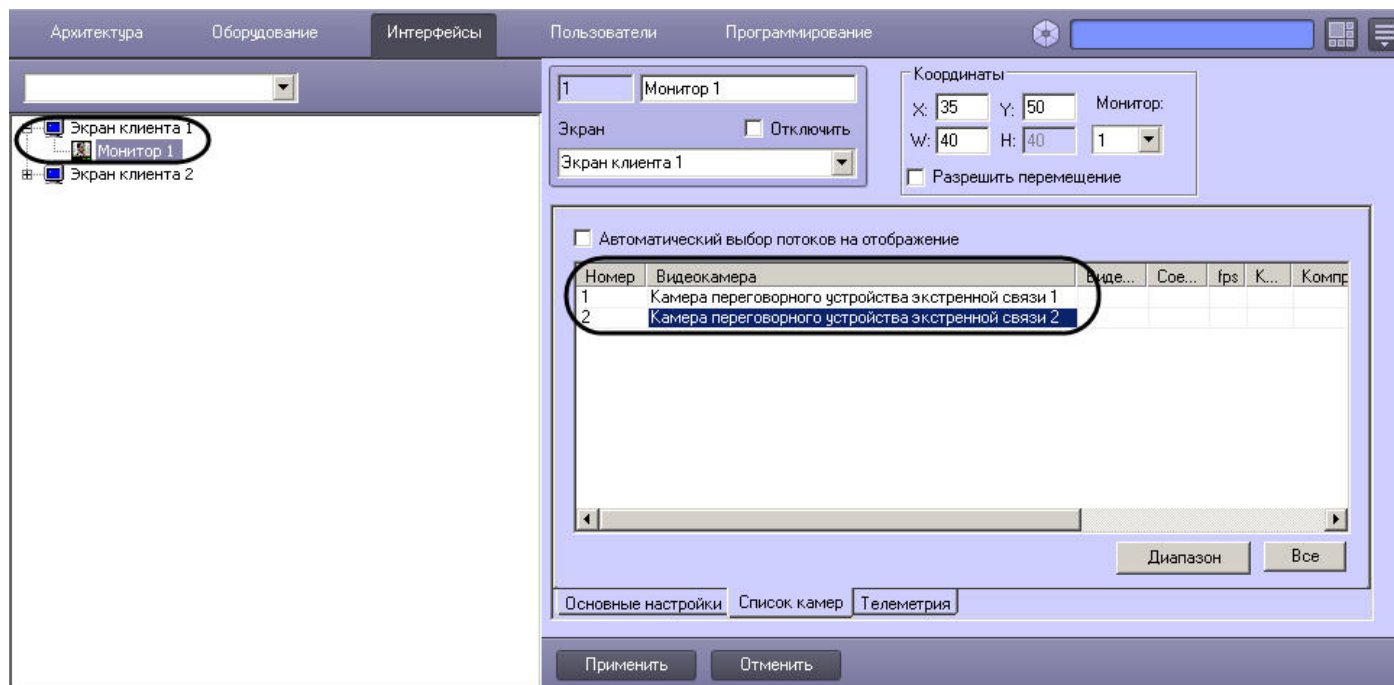 Архитектура Оборудование Интерфейсы Пользователи Программирование
Экран клиента 1
Монитор 1
Экран клиента 2
1 Монитор 1
Экран Отключить
Экран клиента 1
Координаты
X: 35 Y: 50 Монитор:
W: 40 H: 40 1
Разрешить перемещение
Автоматический выбор потоков на отображение
Номер Видеокамера Виде... Сое... fps К... Компр
1 Камера переговорного устройства экстренной связи 1
2 Камера переговорного устройства экстренной связи 2
Диапазон Все
Основные настройки Список камер Телеметрия
Применить Отменить